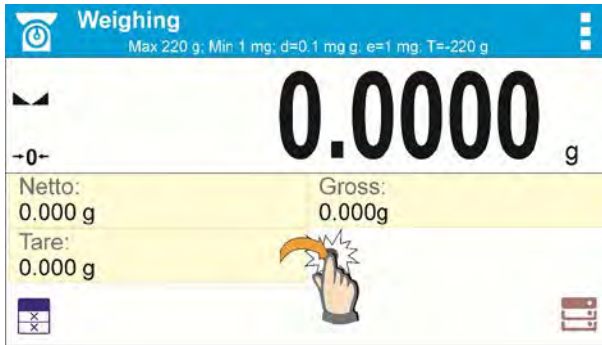 Weighing
Max 220 g; Min 1 mg; d=0.1 mg g; e=1 mg; T=-220 g
0.0000 g
→0←
Netto:
0.000 g
Gross:
0.000g
Tare:
0.000 g